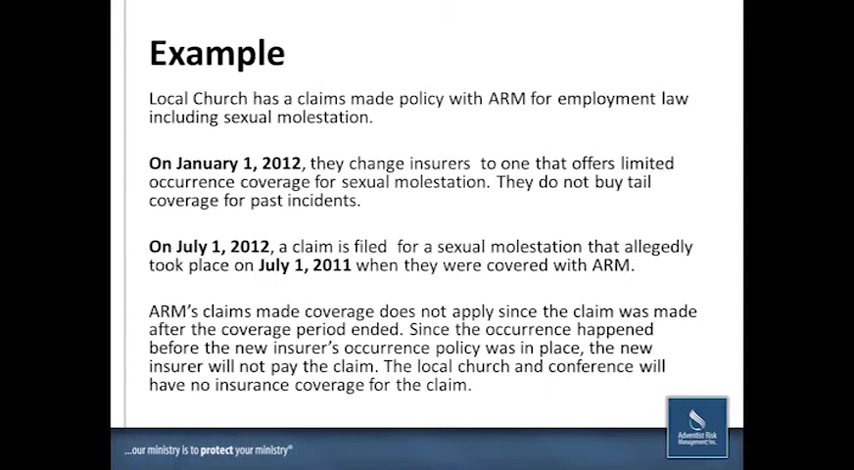 Example
Local Church has a claims made policy with ARM for employment law
including sexual molestation.
On January 1, 2012, they change insurers to one that offers limited
occurrence coverage for sexual molestation. They do not buy tail
coverage for past incidents.
On July 1, 2012, a claim is filed for a sexual molestation that allegedly
took place on July 1, 2011 when they were covered with ARM.
ARM's claims made coverage does not apply since the claim was made
after the coverage period ended. Since the occurrence happened
before the new insurer's occurrence policy was in place, the new
insurer will not pay the claim. The local church and conference will
have no insurance coverage for the claim.
Adventist Risk
Management, Inc.
...our ministry is to protect your ministry®